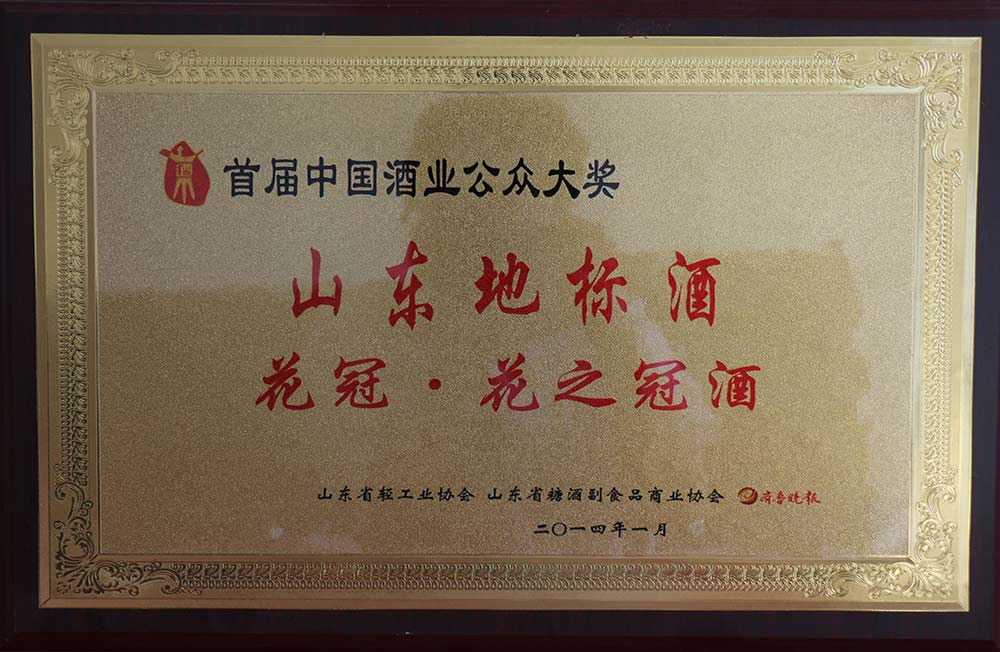 首届中国酒业公众大奖
山东地标酒
花冠·花之冠酒
山东省轻工业协会 山东省糖酒副食品商业协会 齐鲁晚报
二〇一四年一月